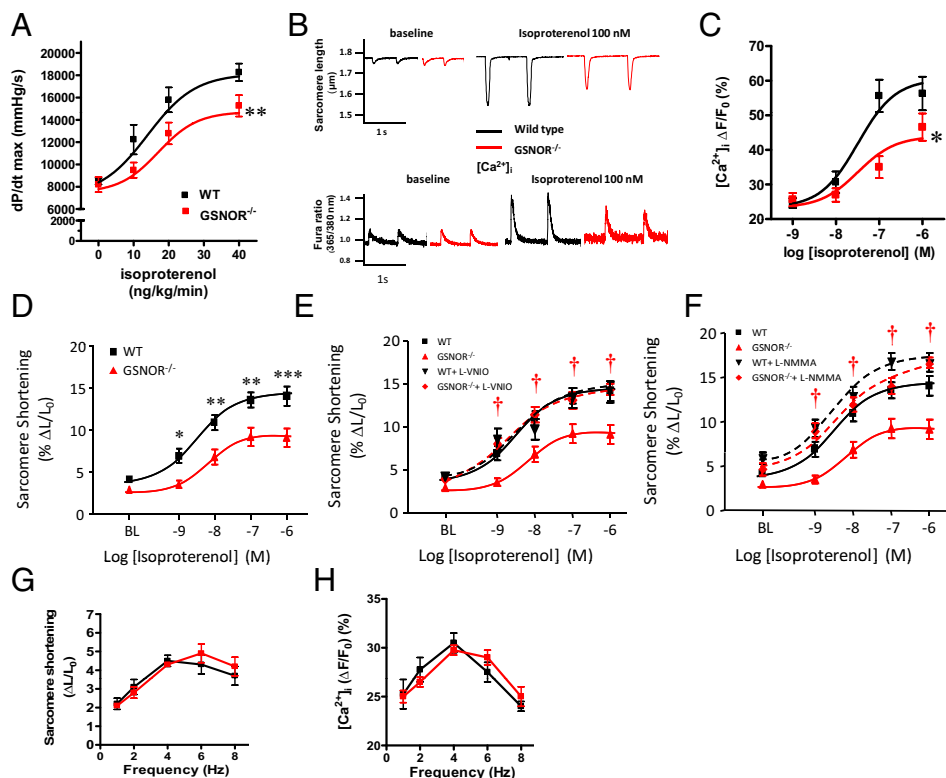 A
20000
18000
16000
14000
12000
10000
8000
6000
2000
0
dP/dt max (mmHg/s)
**
WT
GSNOR-/-
0 10 20 30 40
isoproterenol
(ng/kg/min)
B
baseline
Isoproterenol 100 nM
Sarcomere length
(µm)
1.8
1.7
1.6
1.5
1 s
Wild type
GSNOR-/-
[Ca2+]i
baseline
Isoproterenol 100 nM
Fura ratio
(365/380 nm)
1.4
1.2
1.0
0.8
1s
C
70
60
50
40
30
20
[Ca2+]i ΔF/F0 (%)
*
-9 -8 -7 -6
log [isoproterenol] (M)
D
WT
GSNOR-/-
Sarcomere Shortening
(% ΔL/L0)
20
15
10
5
0
* ** ** ***
BL -9 -8 -7 -6
Log [Isoproterenol] (M)
E
WT
GSNOR-/-
WT+ L-VNIO
GSNOR-/-+ L-VNIO
Sarcomere Shortening
(% ΔL/L0)
20
15
10
5
0
† † † †
BL -9 -8 -7 -6
Log [Isoproterenol] (M)
F
WT
GSNOR-/-
WT+ L-NMMA
GSNOR-/-+ L-NMMA
Sarcomere Shortening
(% ΔL/L0)
20
15
10
5
0
† † † †
BL -9 -8 -7 -6
Log [Isoproterenol] (M)
G
Sarcomere shortening
(ΔL/L0)
7
6
5
4
3
2
1
0
0 2 4 6 8
Frequency (Hz)
H
[Ca2+]i (ΔF/F0) (%)
35
30
25
20
0 2 4 6 8
Frequency (Hz)